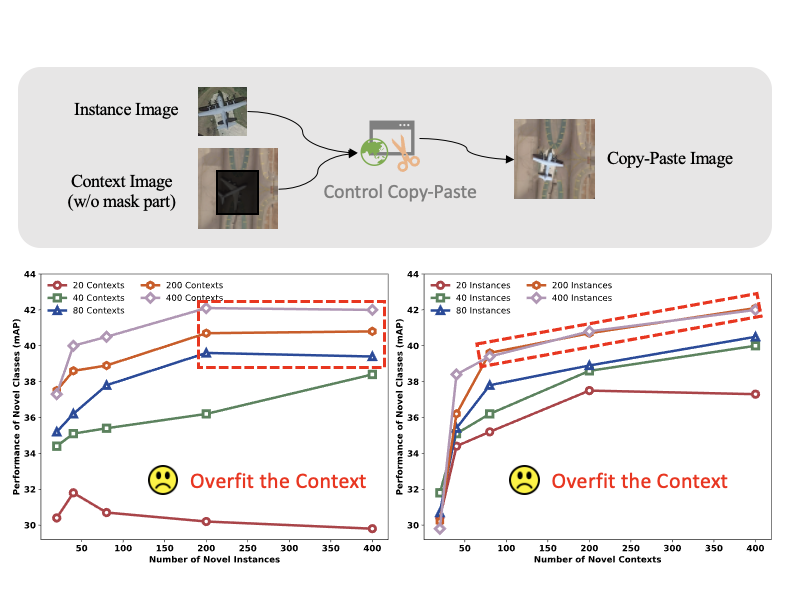 Instance Image
Context Image
(w/o mask part)
Control Copy-Paste
Copy-Paste Image
44
42
40
38
36
34
32
30
Performance of Novel Classes (mAP)
20 Contexts
40 Contexts
80 Contexts
200 Contexts
400 Contexts
Overfit the Context
50
100
150
200
250
300
350
400
Number of Novel Instances
44
42
40
38
36
34
32
30
Performance of Novel Classes (mAP)
20 Instances
40 Instances
80 Instances
200 Instances
400 Instances
Overfit the Context
50
100
150
200
250
300
350
400
Number of Novel Contexts